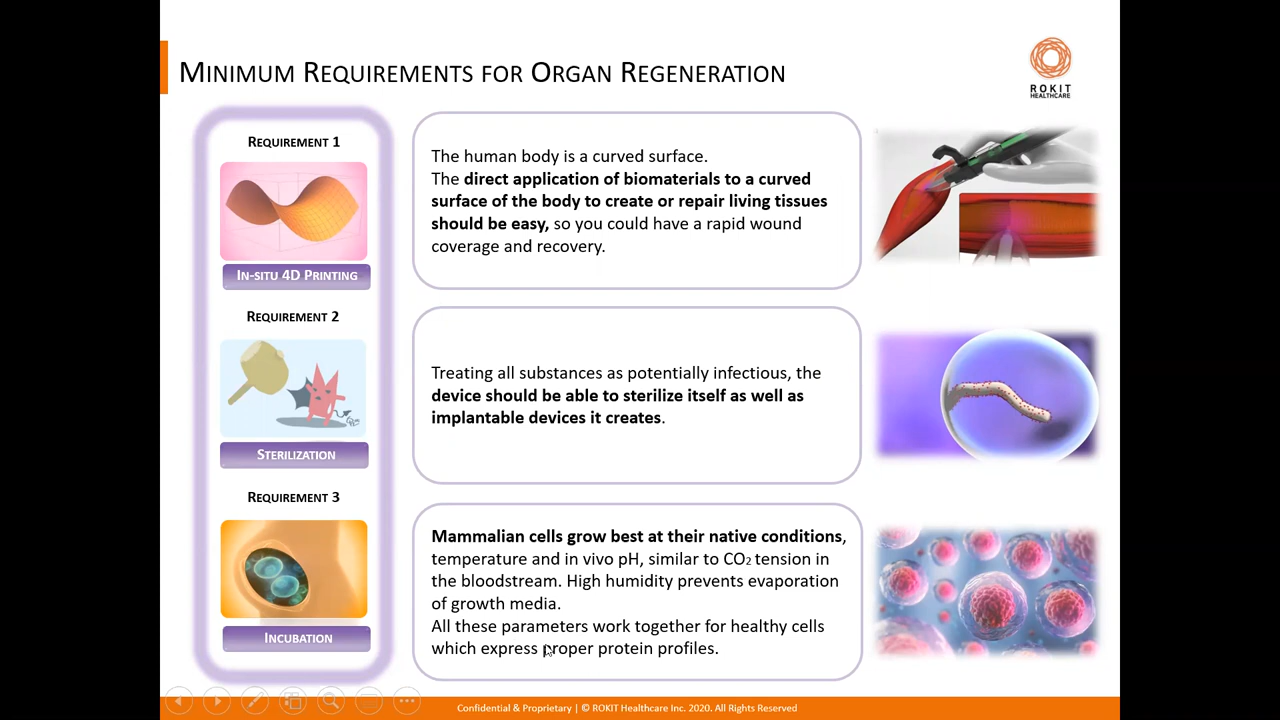 MINIMUM REQUIREMENTS FOR ORGAN REGENERATION
ROKIT
HEALTHCARE
REQUIREMENT 1
IN-SITU 4D PRINTING
The human body is a curved surface.
The direct application of biomaterials to a curved
surface of the body to create or repair living tissues
should be easy, so you could have a rapid wound
coverage and recovery.
REQUIREMENT 2
STERILIZATION
Treating all substances as potentially infectious, the
device should be able to sterilize itself as well as
implantable devices it creates.
REQUIREMENT 3
INCUBATION
Mammalian cells grow best at their native conditions,
temperature and in vivo pH, similar to CO₂ tension in
the bloodstream. High humidity prevents evaporation
of growth media.
All these parameters work together for healthy cells
which express proper protein profiles.
Confidential & Proprietary | © ROKIT Healthcare Inc. 2020. All Rights Reserved